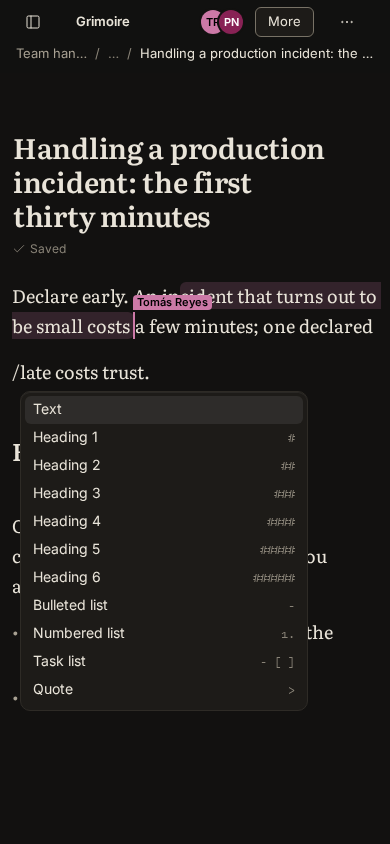 Grimoire
TR PN
More
Team han... / ... / Handling a production incident: the ...
Handling a production
incident: the first
thirty minutes
Saved
Declare early. An incident that turns out to
Tomás Reyes
be small costs a few minutes; one declared
/late costs trust.
Text
Heading 1 #
Heading 2 ##
Heading 3 ###
Heading 4 ####
Heading 5 #####
ou
Heading 6 ######
Bulleted list -
Numbered list 1.
the
Task list - [ ]
Quote >